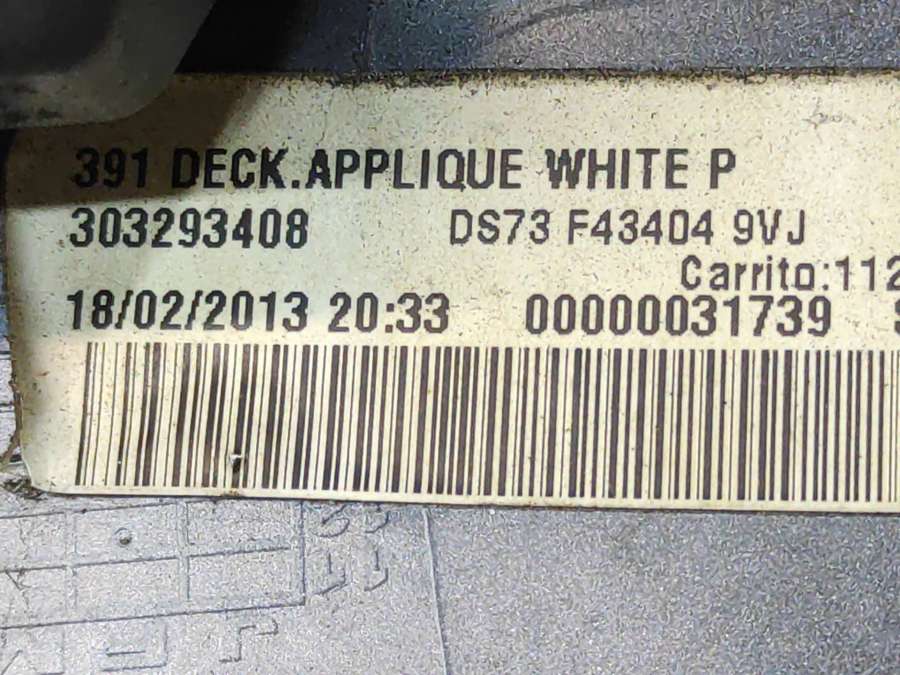 391 DECK.APPLIQUE WHITE P
303293408 DS73 F43404 9VJ
Carrito:112
18/02/2013 20:33 00000031739